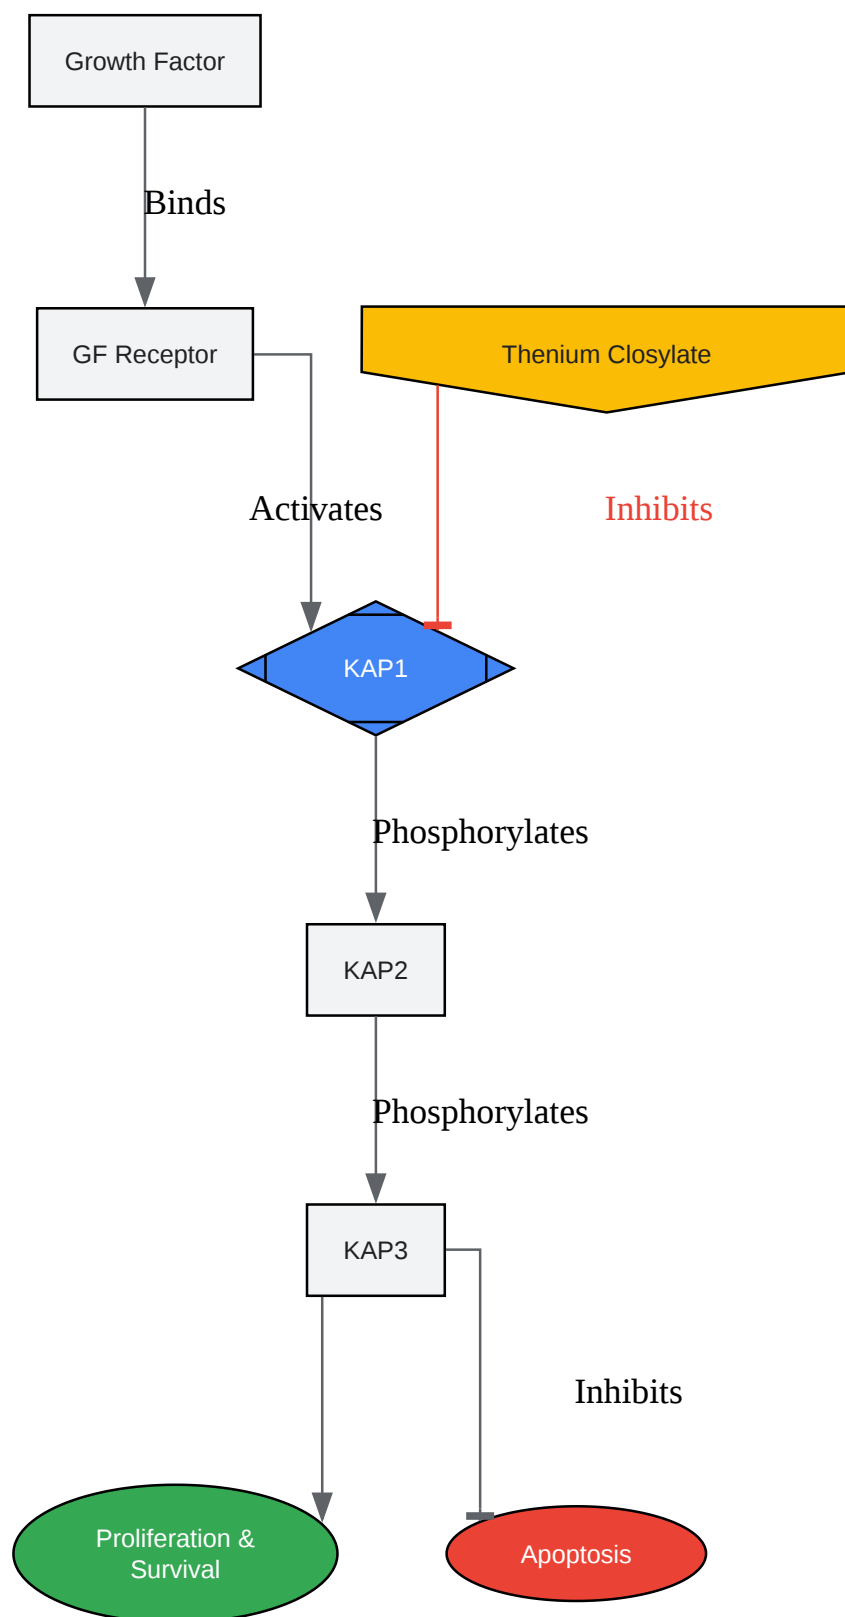 Growth Factor
Binds
GF Receptor
Thenium Closylate
Activates
Inhibits
KAP1
Phosphorylates
KAP2
Phosphorylates
KAP3
Inhibits
Proliferation &
Survival
Apoptosis